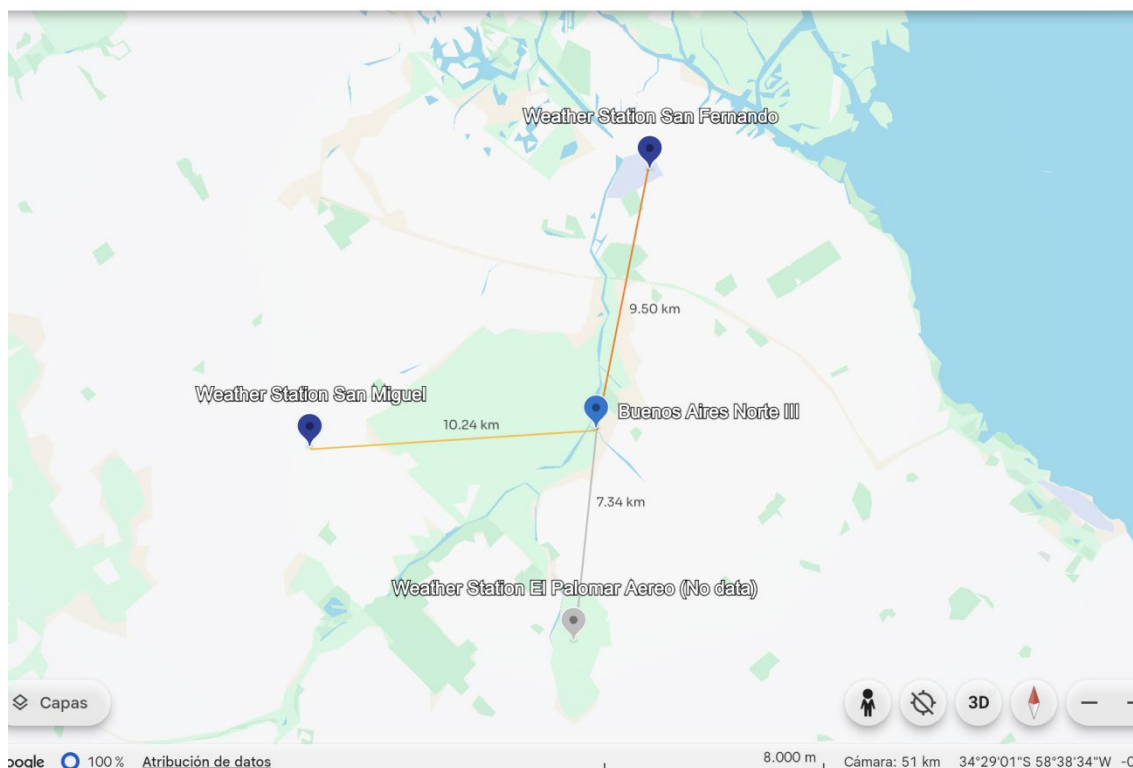 Weather Station San Fernando
9.50 km
Weather Station San Miguel
Buenos Aires Norte III
10.24 km
7.34 km
Weather Station El Palomar Aereo (No data)
Capas
3D
100 % Atribución de datos
8.000 m
Cámara: 51 km 34°29'01"S 58°38'34"W